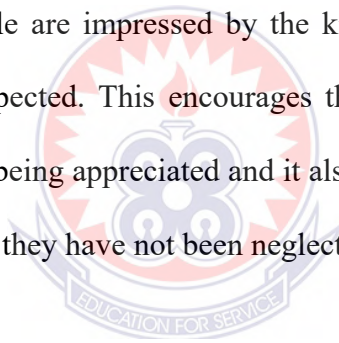 le are impressed by the k
pected. This encourages th
being appreciated and it als
they have not been neglect
EDUCATION FOR SERVICE